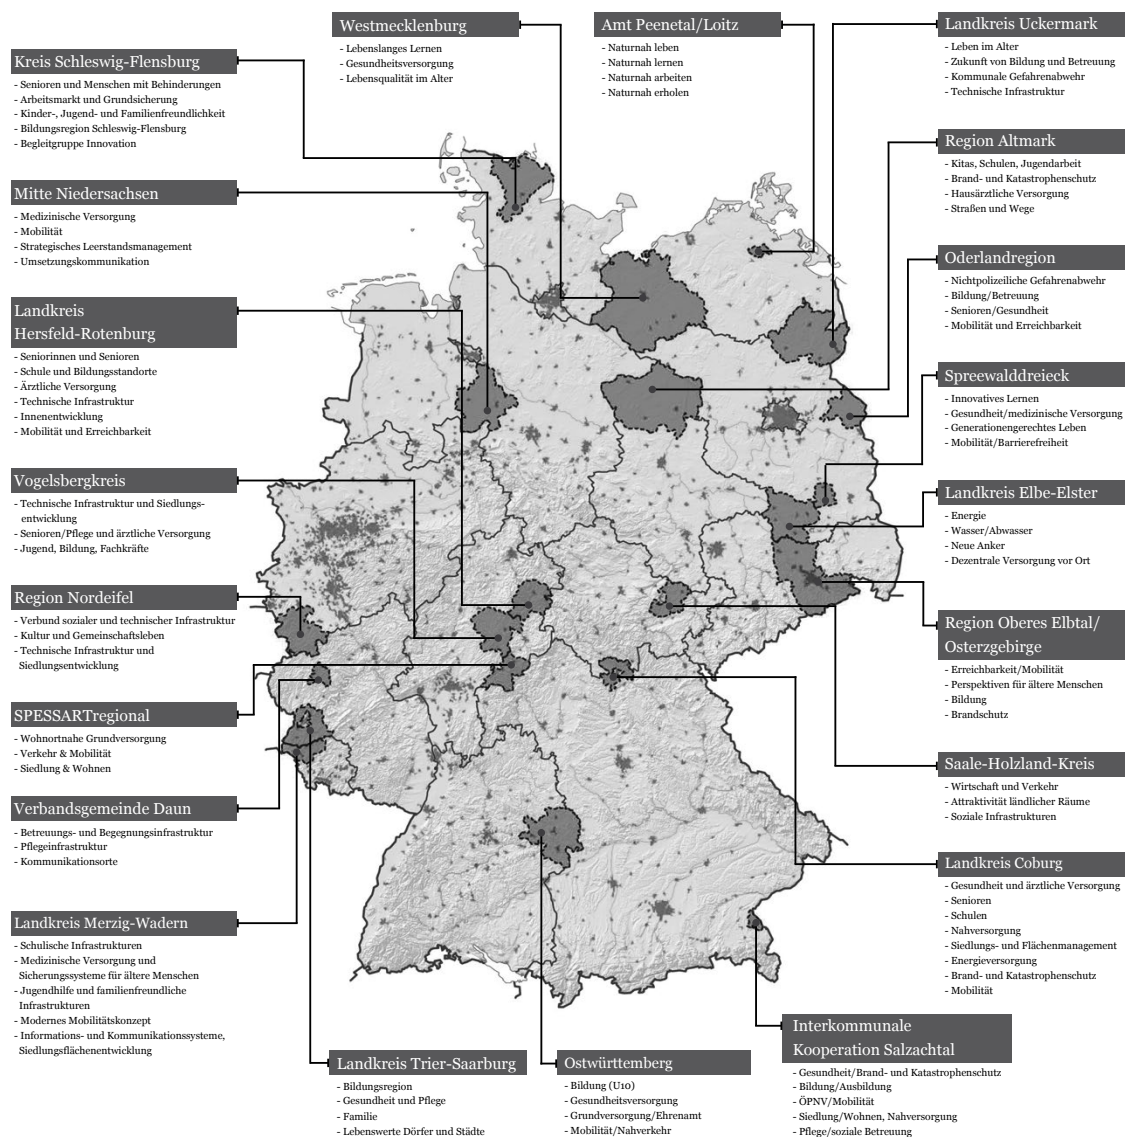 Westmecklenburg
- Lebenslanges Lernen
- Gesundheitsversorgung
- Lebensqualität im Alter
Amt Peenetal/Loitz
- Naturnah leben
- Naturnah lernen
- Naturnah arbeiten
- Naturnah erholen
Landkreis Uckermark
- Leben im Alter
- Zukunft von Bildung und Betreuung
- Kommunale Gefahrenabwehr
- Technische Infrastruktur
Kreis Schleswig-Flensburg
- Senioren und Menschen mit Behinderungen
- Arbeitsmarkt und Grundsicherung
- Kinder-, Jugend- und Familienfreundlichkeit
- Bildungsregion Schleswig-Flensburg
- Begleitgruppe Innovation
Region Altmark
- Kitas, Schulen, Jugendarbeit
- Brand- und Katastrophenschutz
- Hausärztliche Versorgung
- Straßen und Wege
Mitte Niedersachsen
- Medizinische Versorgung
- Mobilität
- Strategisches Leerstandsmanagement
- Umsetzungskommunikation
Oderlandregion
- Nichtpolizeiliche Gefahrenabwehr
- Bildung/Betreuung
- Senioren/Gesundheit
- Mobilität und Erreichbarkeit
Landkreis
Hersfeld-Rotenburg
- Seniorinnen und Senioren
- Schule und Bildungsstandorte
- Ärztliche Versorgung
- Technische Infrastruktur
- Innenentwicklung
- Mobilität und Erreichbarkeit
Spreewalddreieck
- Innovatives Lernen
- Gesundheit/medizinische Versorgung
- Generationengerechtes Leben
- Mobilität/Barrierefreiheit
Vogelsbergkreis
- Technische Infrastruktur und Siedlungs-
entwicklung
- Senioren/Pflege und ärztliche Versorgung
- Jugend, Bildung, Fachkräfte
Landkreis Elbe-Elster
- Energie
- Wasser/Abwasser
- Neue Anker
- Dezentrale Versorgung vor Ort
Region Nordeifel
- Verbund sozialer und technischer Infrastruktur
- Kultur und Gemeinschaftsleben
- Technische Infrastruktur und
Siedlungsentwicklung
Region Oberes Elbtal/
Osterzgebirge
- Erreichbarkeit/Mobilität
- Perspektiven für ältere Menschen
- Bildung
- Brandschutz
SPESSARTregional
- Wohnortnahe Grundversorgung
- Verkehr & Mobilität
- Siedlung & Wohnen
Saale-Holzland-Kreis
- Wirtschaft und Verkehr
- Attraktivität ländlicher Räume
- Soziale Infrastrukturen
Verbandsgemeinde Daun
- Betreuungs- und Begegnungsinfrastruktur
- Pflegeinfrastruktur
- Kommunikationsorte
Landkreis Coburg
- Gesundheit und ärztliche Versorgung
- Senioren
- Schulen
- Nahversorgung
- Siedlungs- und Flächenmanagement
- Energieversorgung
- Brand- und Katastrophenschutz
- Mobilität
Landkreis Merzig-Wadern
- Schulische Infrastrukturen
- Medizinische Versorgung und
Sicherungssysteme für ältere Menschen
- Jugendhilfe und familienfreundliche
Infrastrukturen
- Modernes Mobilitätskonzept
- Informations- und Kommunikationssysteme,
Siedlungsflächenentwicklung
Landkreis Trier-Saarburg
- Bildungsregion
- Gesundheit und Pflege
- Familie
- Lebenswerte Dörfer und Städte
Ostwürttemberg
- Bildung (U10)
- Gesundheitsversorgung
- Grundversorgung/Ehrenamt
- Mobilität/Nahverkehr
Interkommunale
Kooperation Salzachtal
- Gesundheit/Brand- und Katastrophenschutz
- Bildung/Ausbildung
- ÖPNV/Mobilität
- Siedlung/Wohnen, Nahversorgung
- Pflege/soziale Betreuung